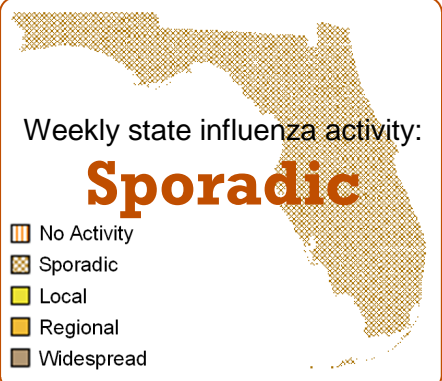 Weekly state influenza activity:
Sporadic
No Activity
Sporadic
Local
Regional
Widespread